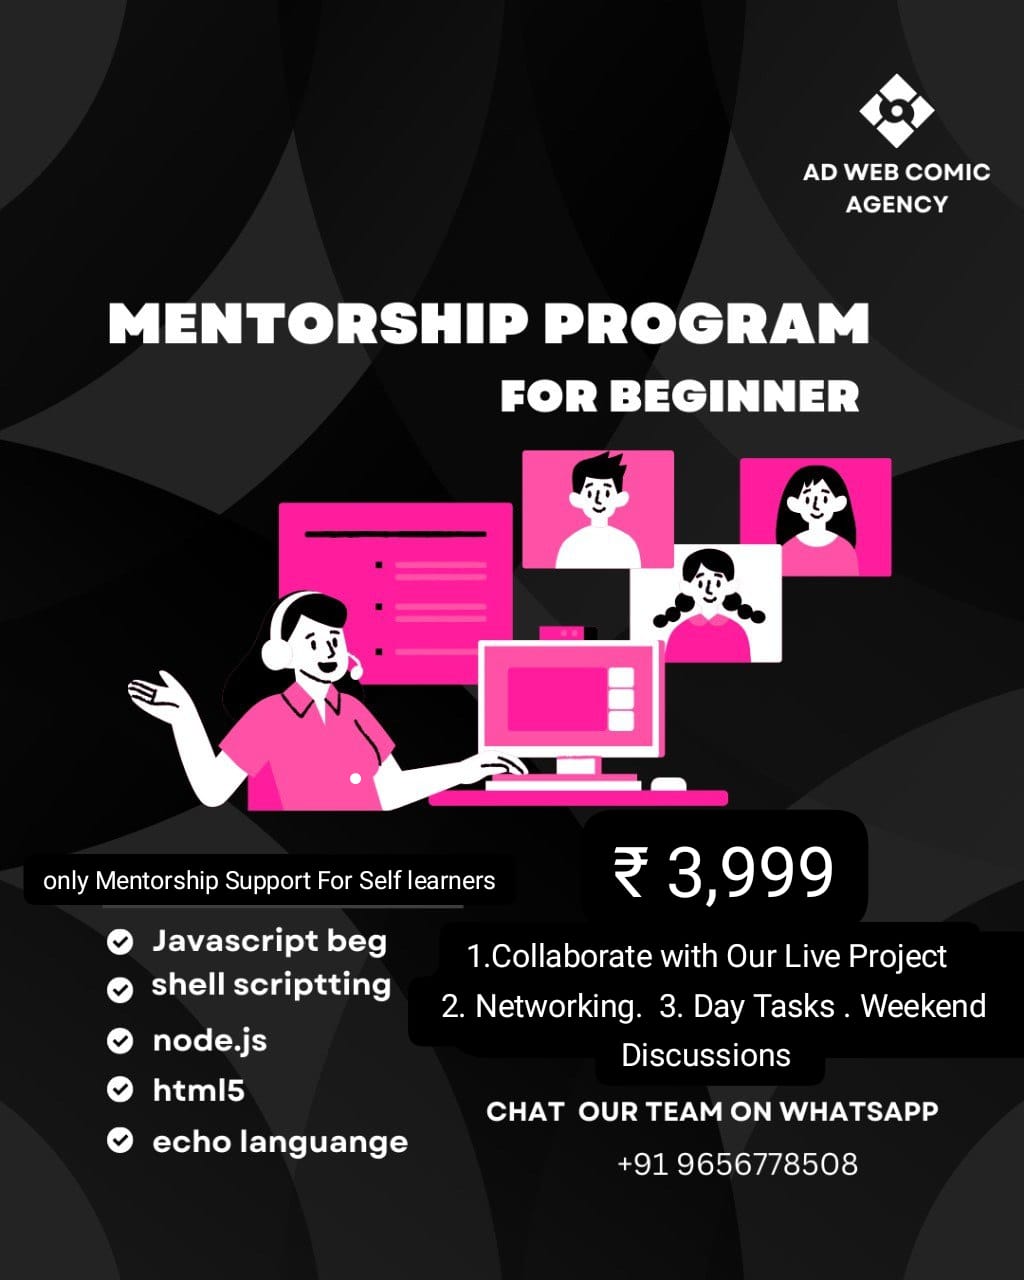 AD WEB COMIC
AGENCY
MENTORSHIP PROGRAM
FOR BEGINNER
only Mentorship Support For Self learners
Javascript beg
shell scriptting
node.js
html5
echo languange
₹ 3,999
1.Collaborate with Our Live Project
2. Networking.  3. Day Tasks . Weekend
Discussions
CHAT  OUR TEAM ON WHATSAPP
+91 9656778508